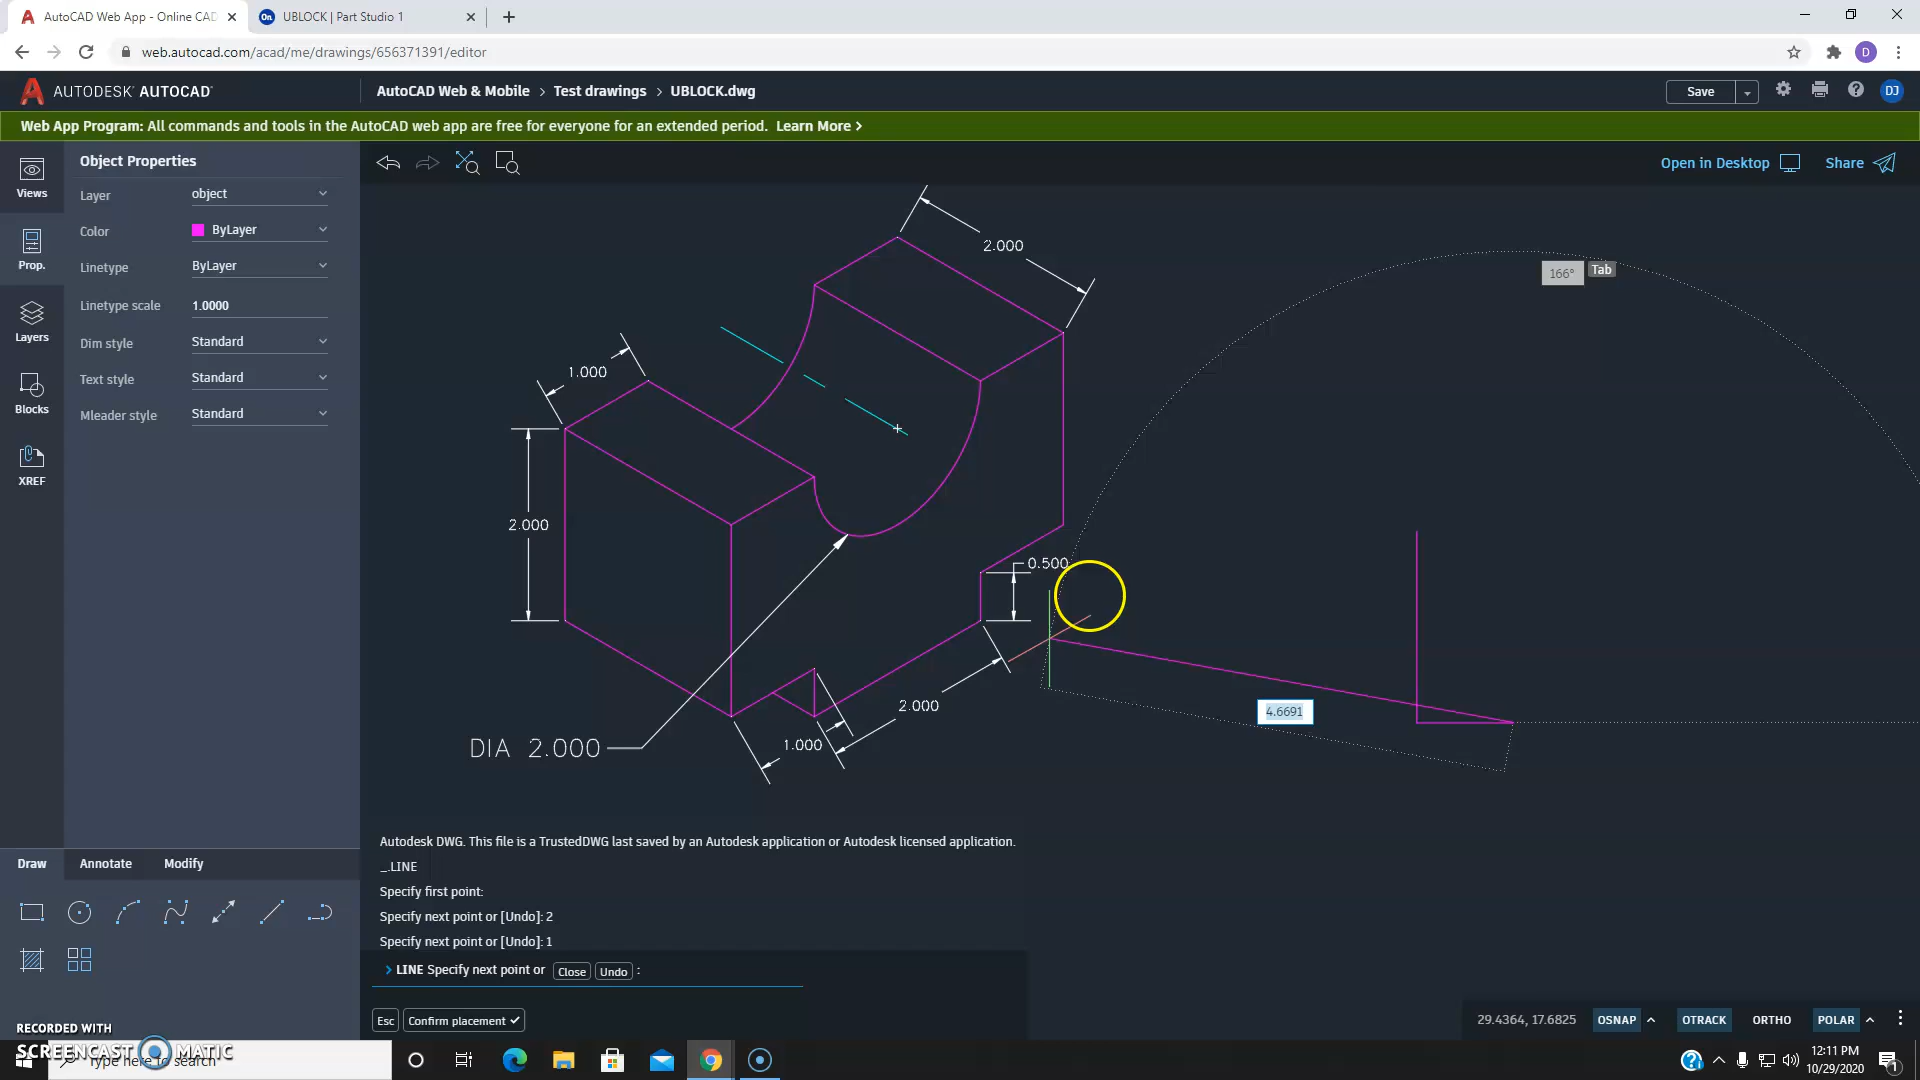 AutoCAD Web App - Online CAD
UBLOCK | Part Studio 1
web.autocad.com/acad/me/drawings/656371391/editor
D
AUTODESK AUTOCAD
AutoCAD Web & Mobile > Test drawings > UBLOCK.dwg
Save
DJ
Web App Program: All commands and tools in the AutoCAD web app are free for everyone for an extended period. Learn More >
Views
Prop.
Layers
Blocks
XREF
Object Properties
Layer object
Color ByLayer
Linetype ByLayer
Linetype scale 1.0000
Dim style Standard
Text style Standard
Mleader style Standard
Open in Desktop
Share
2.000
166° Tab
1.000
2.000
0.500
2.000
4.6691
1.000
DIA 2.000
Autodesk DWG. This file is a TrustedDWG last saved by an Autodesk application or Autodesk licensed application.
_.LINE
Specify first point:
Specify next point or [Undo]: 2
Specify next point or [Undo]: 1
> LINE Specify next point or Close Undo :
Esc Confirm placement
Draw Annotate Modify
29.4364, 17.6825 OSNAP OTRACK ORTHO POLAR
RECORDED WITH
SCREENCAST MATIC
Type here to search
12:11 PM
10/29/2020
1